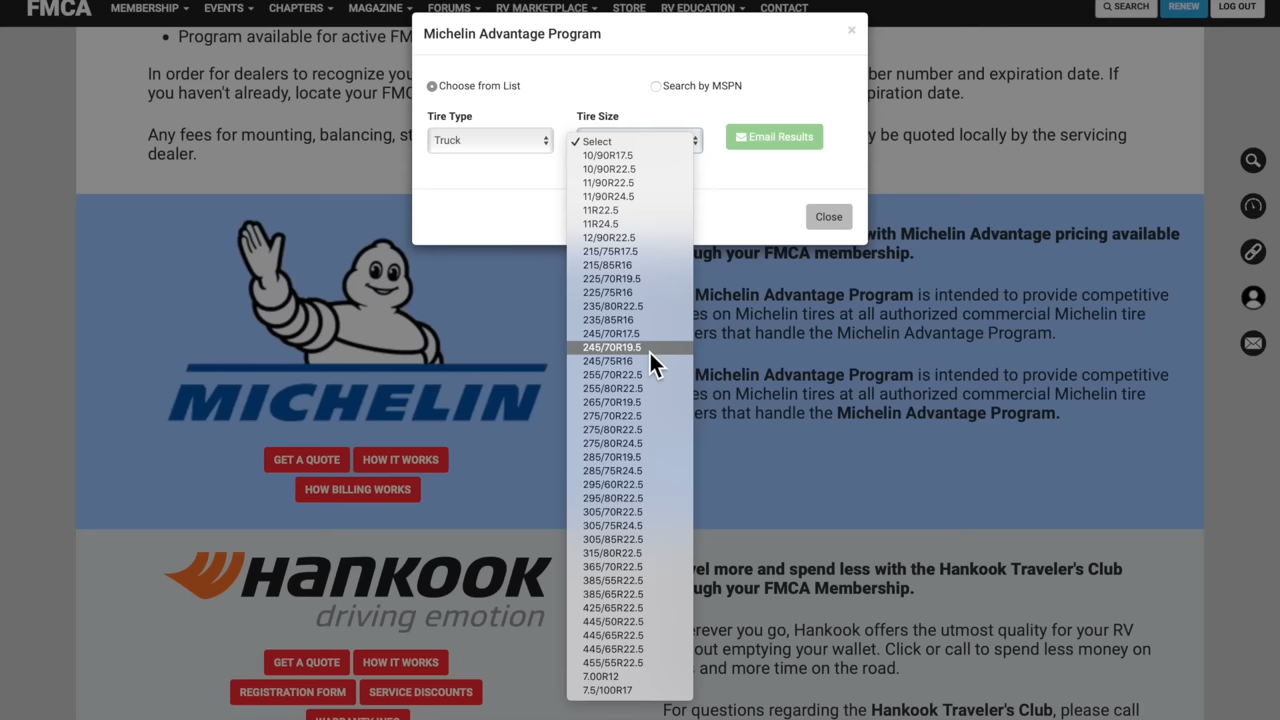 FMCA
MEMBERSHIP
EVENTS
CHAPTERS
MAGAZINE
FORUMS
RV MARKETPLACE
STORE
RV EDUCATION
CONTACT
SEARCH
RENEW
LOG OUT
Program available for active FM
In order for dealers to recognize you
ber number and expiration date. If
you haven't already, locate your FMC
piration date.
Any fees for mounting, balancing, st
y be quoted locally by the servicing
dealer.
Michelin Advantage Program
×
Choose from List
Search by MSPN
Tire Type
Tire Size
Truck
Email Results
Close
✓ Select
10/90R17.5
10/90R22.5
11/90R22.5
11/90R24.5
11R22.5
11R24.5
12/90R22.5
215/75R17.5
215/85R16
225/70R19.5
225/75R16
235/80R22.5
235/85R16
245/70R17.5
245/70R19.5
245/75R16
255/70R22.5
255/80R22.5
265/70R19.5
275/70R22.5
275/80R22.5
275/80R24.5
285/70R19.5
285/75R24.5
295/60R22.5
295/80R22.5
305/70R22.5
305/75R24.5
305/85R22.5
315/80R22.5
365/70R22.5
385/55R22.5
385/65R22.5
425/65R22.5
445/50R22.5
445/65R22.5
445/65R22.5
455/55R22.5
7.00R12
7.5/100R17
MICHELIN
GET A QUOTE
HOW IT WORKS
HOW BILLING WORKS
with Michelin Advantage pricing available
ugh your FMCA membership.
Michelin Advantage Program is intended to provide competitive
es on Michelin tires at all authorized commercial Michelin tire
ers that handle the Michelin Advantage Program.
Michelin Advantage Program is intended to provide competitive
es on Michelin tires at all authorized commercial Michelin tire
ers that handle the Michelin Advantage Program.
HANKOOK
driving emotion
GET A QUOTE
HOW IT WORKS
REGISTRATION FORM
SERVICE DISCOUNTS
WARRANTY INFO
vel more and spend less with the Hankook Traveler's Club
ugh your FMCA Membership.
erever you go, Hankook offers the utmost quality for your RV
out emptying your wallet. Click or call to spend less money on
s and more time on the road.
For questions regarding the Hankook Traveler's Club, please call